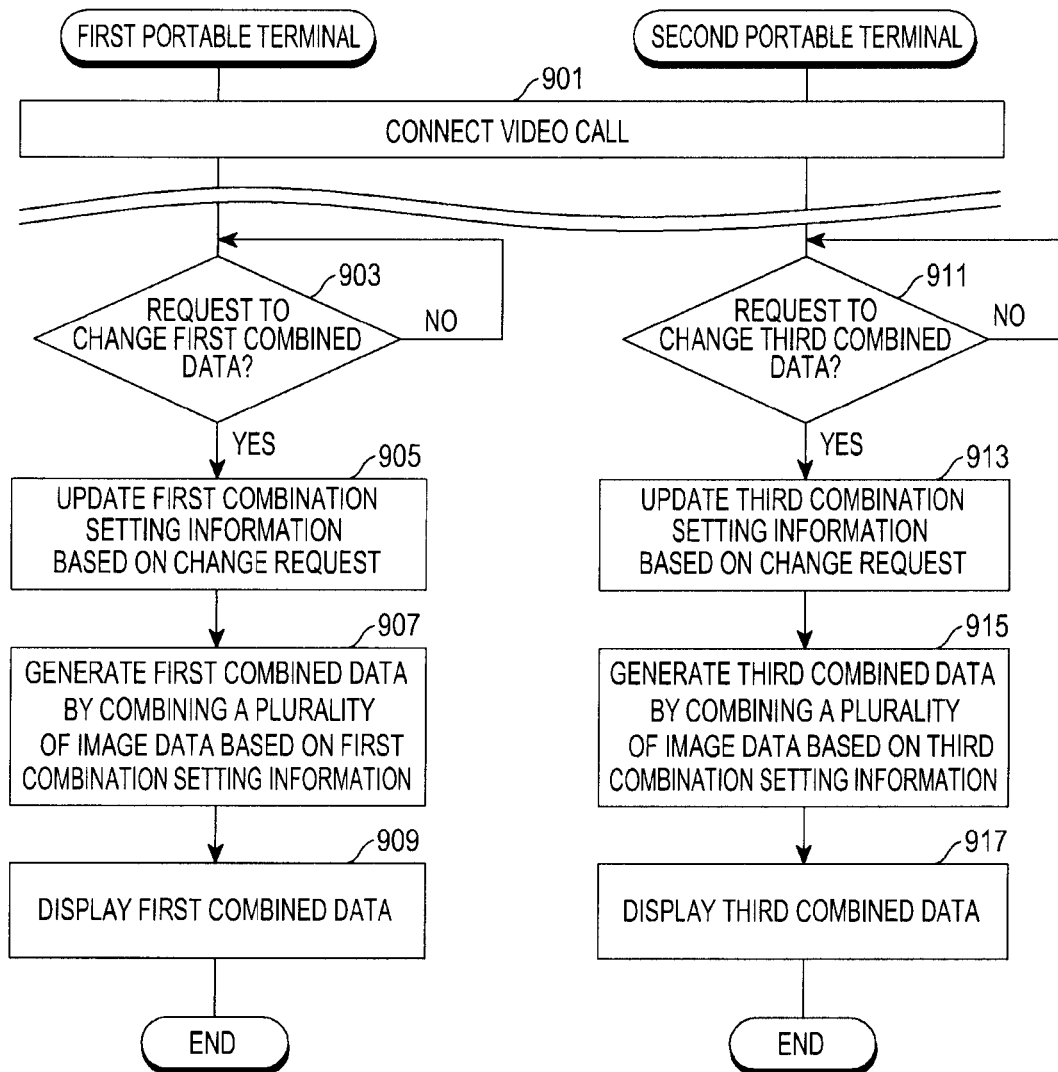 FIRST PORTABLE TERMINAL
SECOND PORTABLE TERMINAL
901
CONNECT VIDEO CALL
903
REQUEST TO
CHANGE FIRST COMBINED
DATA?
NO
YES
905
UPDATE FIRST COMBINATION
SETTING INFORMATION
BASED ON CHANGE REQUEST
907
GENERATE FIRST COMBINED DATA
BY COMBINING A PLURALITY
OF IMAGE DATA BASED ON FIRST
COMBINATION SETTING INFORMATION
909
DISPLAY FIRST COMBINED DATA
END
911
REQUEST TO
CHANGE THIRD COMBINED
DATA?
NO
YES
913
UPDATE THIRD COMBINATION
SETTING INFORMATION
BASED ON CHANGE REQUEST
915
GENERATE THIRD COMBINED DATA
BY COMBINING A PLURALITY
OF IMAGE DATA BASED ON THIRD
COMBINATION SETTING INFORMATION
917
DISPLAY THIRD COMBINED DATA
END